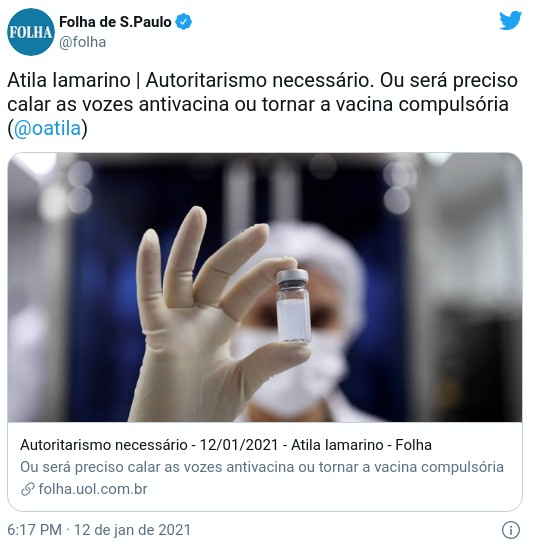 FOLHA
Folha de S.Paulo
@folha
Atila Iamarino | Autoritarismo necessário. Ou será preciso
calar as vozes antivacina ou tornar a vacina compulsória
(@oatila)
Autoritarismo necessário - 12/01/2021 - Atila Iamarino - Folha
Ou será preciso calar as vozes antivacina ou tornar a vacina compulsória
folha.uol.com.br
6:17 PM · 12 de jan de 2021